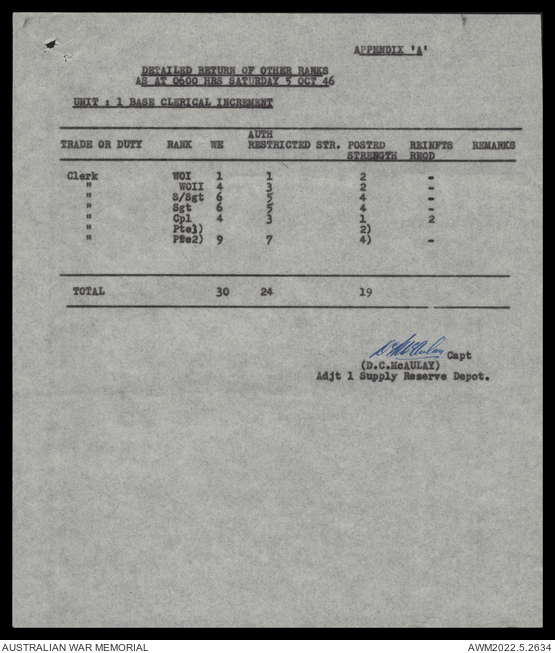 APPENDIX 'A'
DETAILED RETURN OF OTHER RANKS
AS AT 0600 HRS SATURDAY 5 OCT 46
UNIT : 1 BASE CLERICAL INCREMENT
TRADE OR DUTY RANK WE AUTH RESTRICTED STR. POSTED STRENGTH REINFTS REQD REMARKS
Clerk WOI 1 1 2 -
" WOII 4 3 2 -
" S/Sgt 6 5 4 -
" Sgt 6 5 4 -
" Cpl 4 3 1 2
" Pte3) 2)
" Pte2) 9 7 4) -
TOTAL 30 24 19
D. McAulay Capt
(D.C.McAULAY)
Adjt 1 Supply Reserve Depot.
AUSTRALIAN WAR MEMORIAL
AWM2022.5.2634